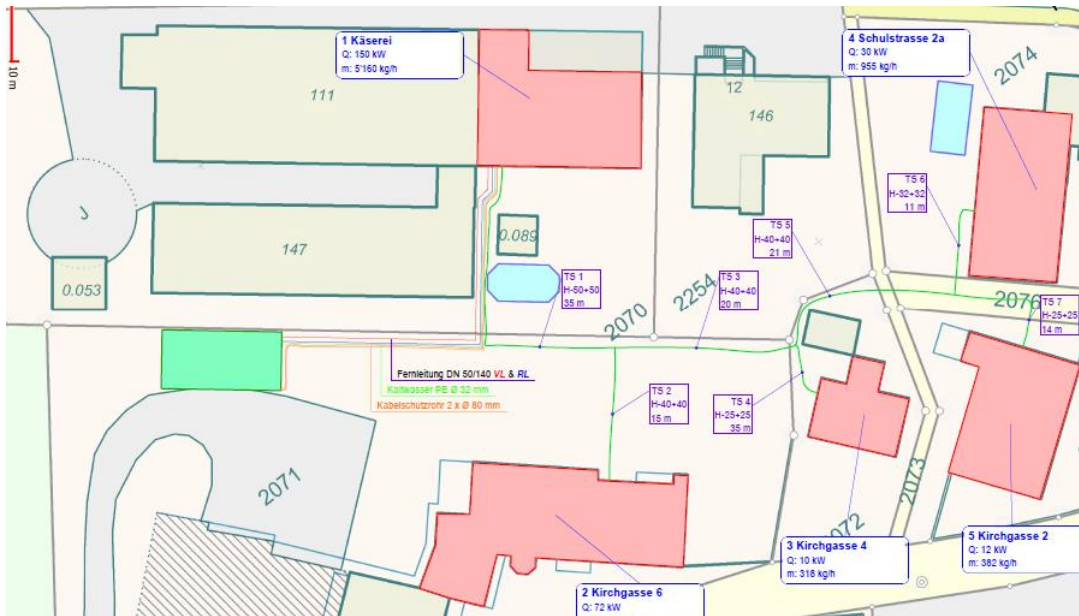 10 m
1 Käserei
Q: 150 kW
m: 5'160 kg/h
4 Schulstrasse 2a
Q: 30 kW
m: 955 kg/h
2074
111
12
146
J
147
0.089
0.053
TS 6
H-32+32
11 m
TS 5
H-40+40
21 m
TS 1
H-50+50
35 m
TS 3
H-40+40
20 m
2254
2070
2076
TS 7
H-25+25
14 m
Fernleitung DN 50/140 VL & RL
Kaltwasser PE Ø 32 mm
Kabelschutzrohr 2 x Ø 60 mm
TS 2
H-40+40
15 m
TS 4
H-25+25
35 m
2071
2073
2072
3 Kirchgasse 4
Q: 10 kW
m: 318 kg/h
5 Kirchgasse 2
Q: 12 kW
m: 382 kg/h
2 Kirchgasse 6
Q: 72 kW